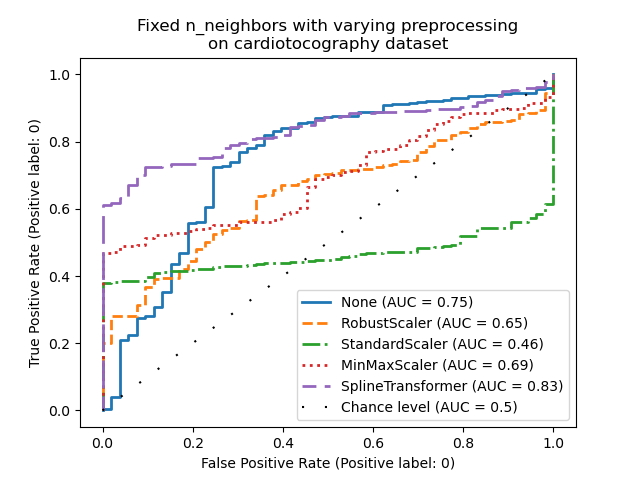 Fixed n_neighbors with varying preprocessing
on cardiotocography dataset
True Positive Rate (Positive label: 0)
1.0
0.8
0.6
0.4
0.2
0.0
None (AUC = 0.75)
RobustScaler (AUC = 0.65)
StandardScaler (AUC = 0.46)
MinMaxScaler (AUC = 0.69)
SplineTransformer (AUC = 0.83)
Chance level (AUC = 0.5)
0.0 0.2 0.4 0.6 0.8 1.0
False Positive Rate (Positive label: 0)